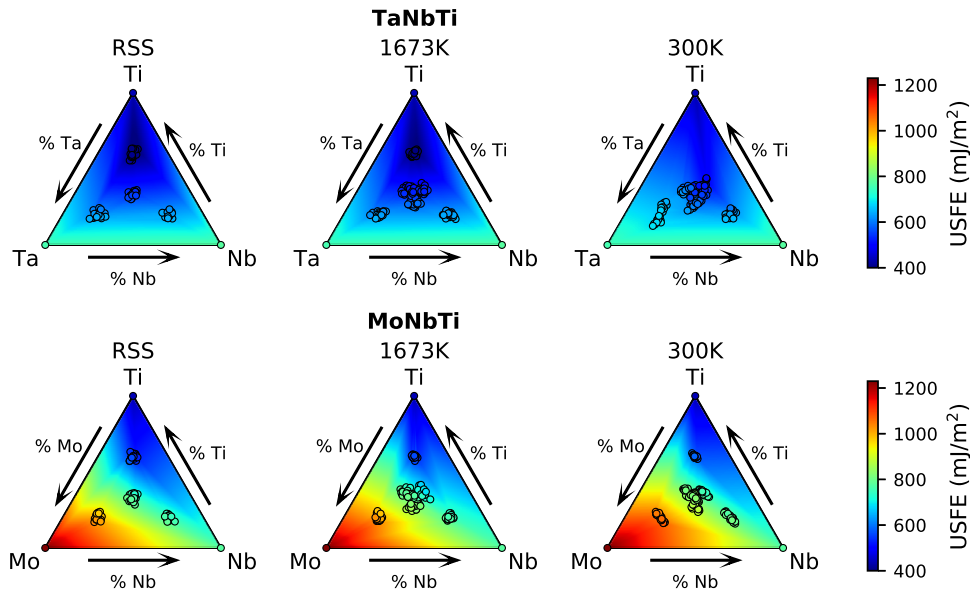 TaNbTi
RSS 1673K 300K
Ti Ti Ti
% Ta % Ti % Ta % Ti % Ta % Ti
Ta Nb Ta Nb Ta Nb
% Nb % Nb % Nb
1200
1000
800
600
400
USFE (mJ/m²)
MoNbTi
RSS 1673K 300K
Ti Ti Ti
% Mo % Ti % Mo % Ti % Mo % Ti
Mo Nb Mo Nb Mo Nb
% Nb % Nb % Nb
1200
1000
800
600
400
USFE (mJ/m²)